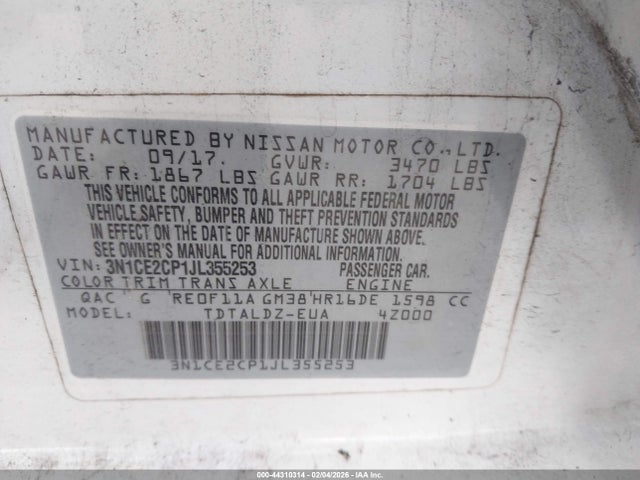 MANUFACTURED BY NISSAN MOTOR CO.,LTD.
DATE: 09/17. GVWR: 3470 LBS
GAWR FR: 1867 LBS GAWR RR: 1704 LBS
THIS VEHICLE CONFORMS TO ALL APPLICABLE FEDERAL MOTOR
VEHICLE SAFETY, BUMPER AND THEFT PREVENTION STANDARDS
IN EFFECT ON THE DATE OF MANUFACTURE SHOWN ABOVE.
SEE OWNER'S MANUAL FOR ADDITIONAL INFORMATION.
VIN: 3N1CE2CP1JL355253 PASSENGER CAR.
COLOR TRIM TRANS AXLE ENGINE
QAC G RE0F11A GM38 HR16DE 1598 CC
MODEL: TDTALDZ-EUA 4Z000
3N1CE2CP1JL355253
000-44310314 - 02/04/2026 - ©IAA Inc.